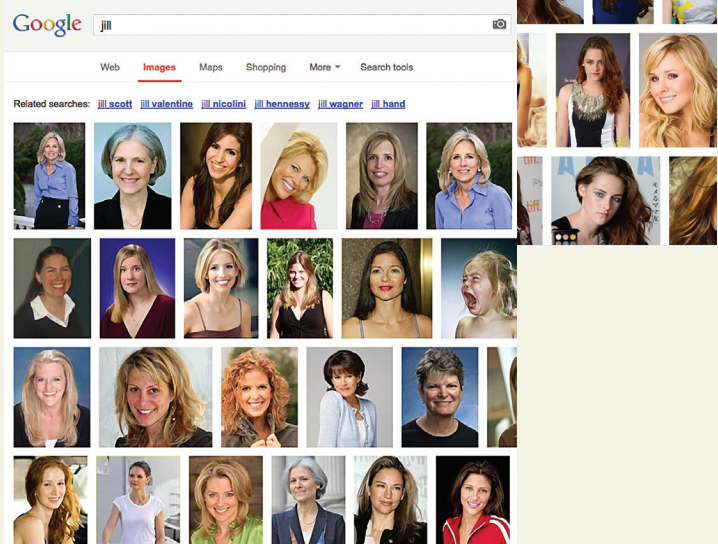 Google jill
Web Images Maps Shopping More Search tools
Related searches: jill scott jill valentine jill nicolini jill hennessy jill wagner jill hand
tiff.